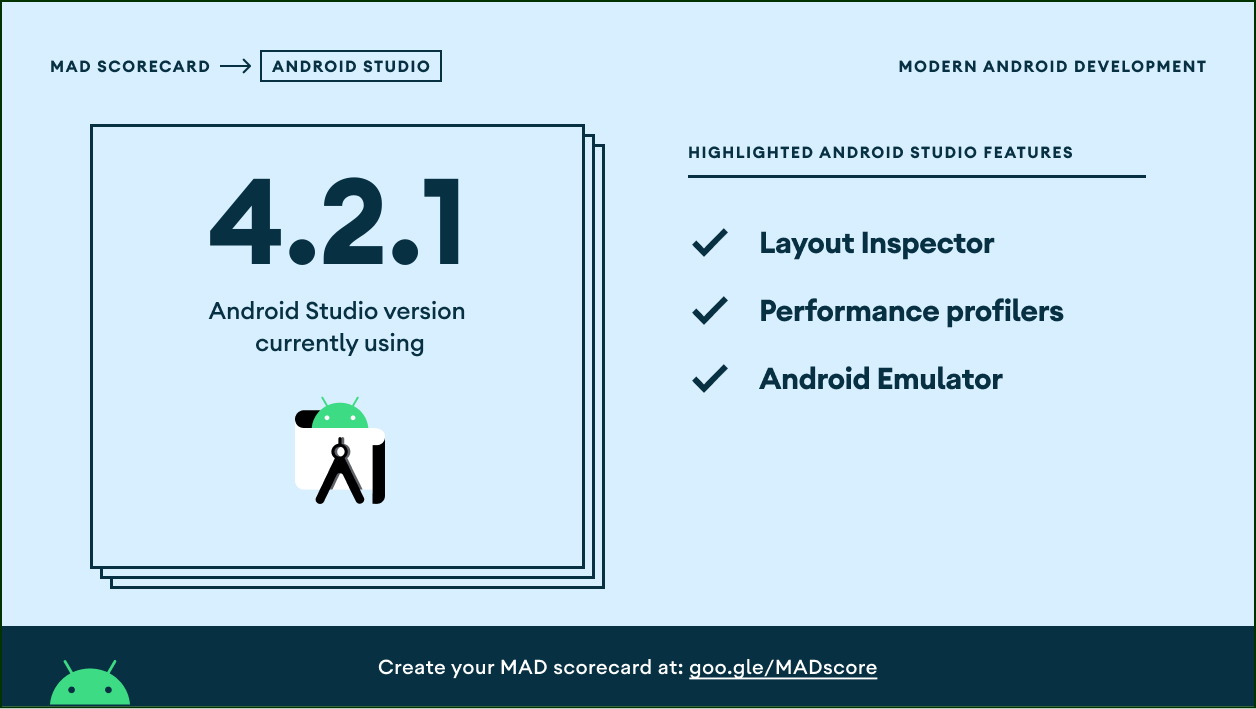 MAD SCORECARD → ANDROID STUDIO
MODERN ANDROID DEVELOPMENT
4.2.1
Android Studio version
currently using
HIGHLIGHTED ANDROID STUDIO FEATURES
Layout Inspector
Performance profilers
Android Emulator
Create your MAD scorecard at: goo.gle/MADscore